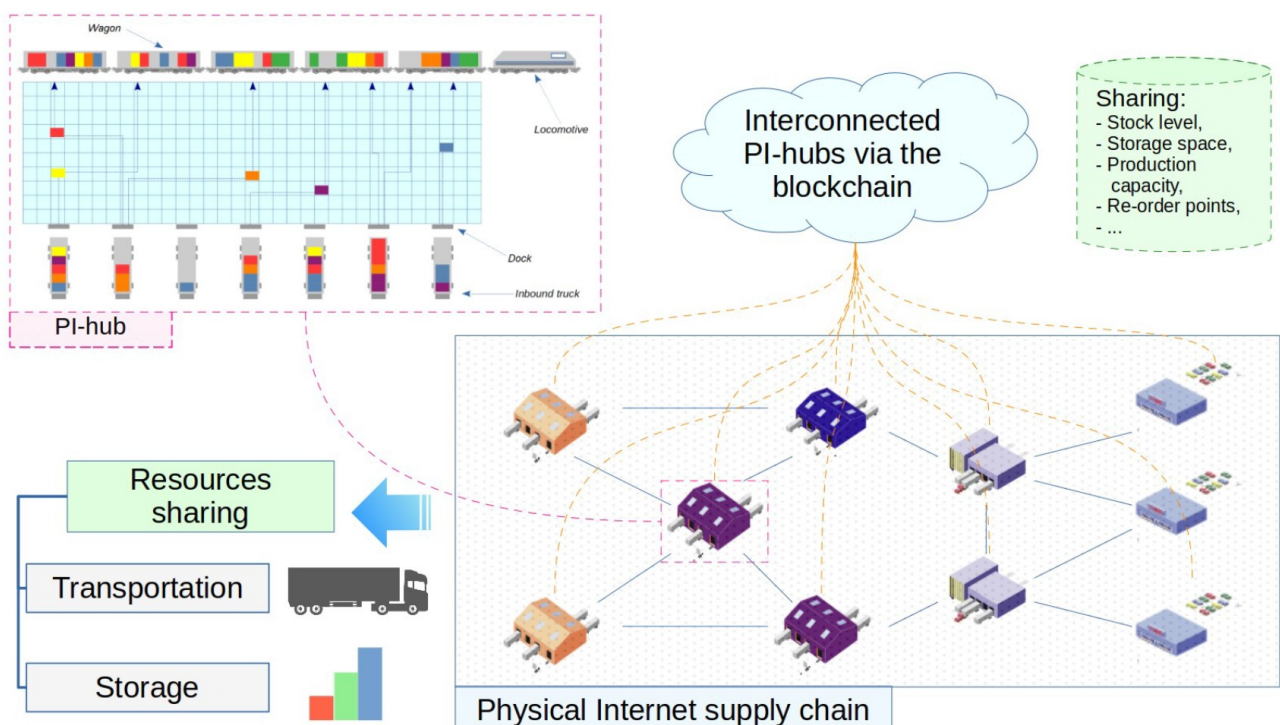 Wagon
Locomotive
Dock
Inbound truck
PI-hub
Interconnected
PI-hubs via the
blockchain
Sharing:
- Stock level,
- Storage space,
- Production
capacity,
- Re-order points,
- ...
Resources
sharing
Transportation
Storage
Physical Internet supply chain